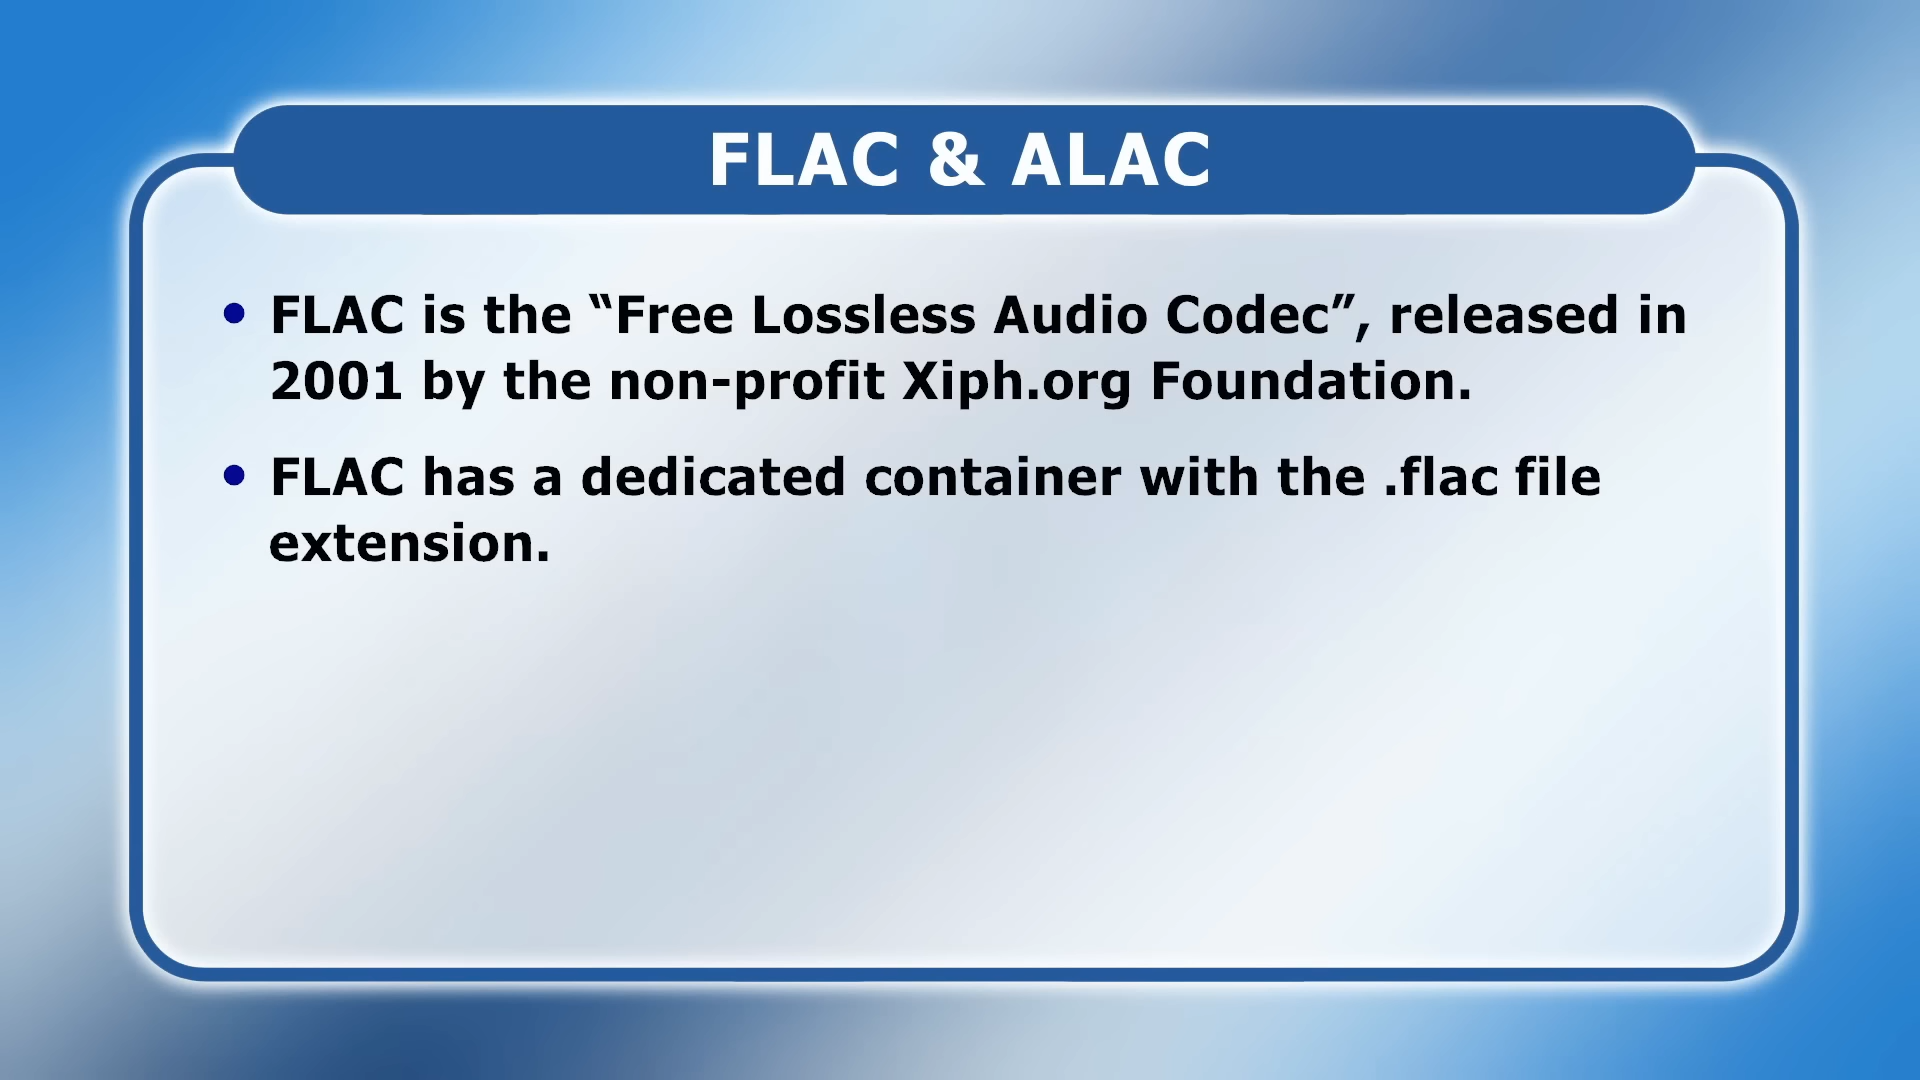 FLAC & ALAC
• FLAC is the “Free Lossless Audio Codec”, released in
2001 by the non-profit Xiph.org Foundation.
• FLAC has a dedicated container with the .flac file
extension.